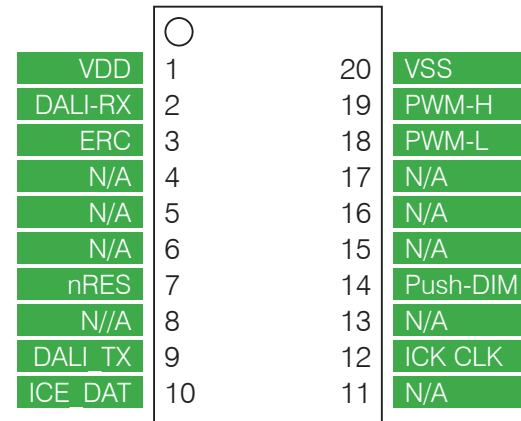 VDD 1 20 VSS
DALI-RX 2 19 PWM-H
ERC 3 18 PWM-L
N/A 4 17 N/A
N/A 5 16 N/A
N/A 6 15 N/A
nRES 7 14 Push-DIM
N//A 8 13 N/A
DALI_TX 9 12 ICK CLK
ICE_DAT 10 11 N/A